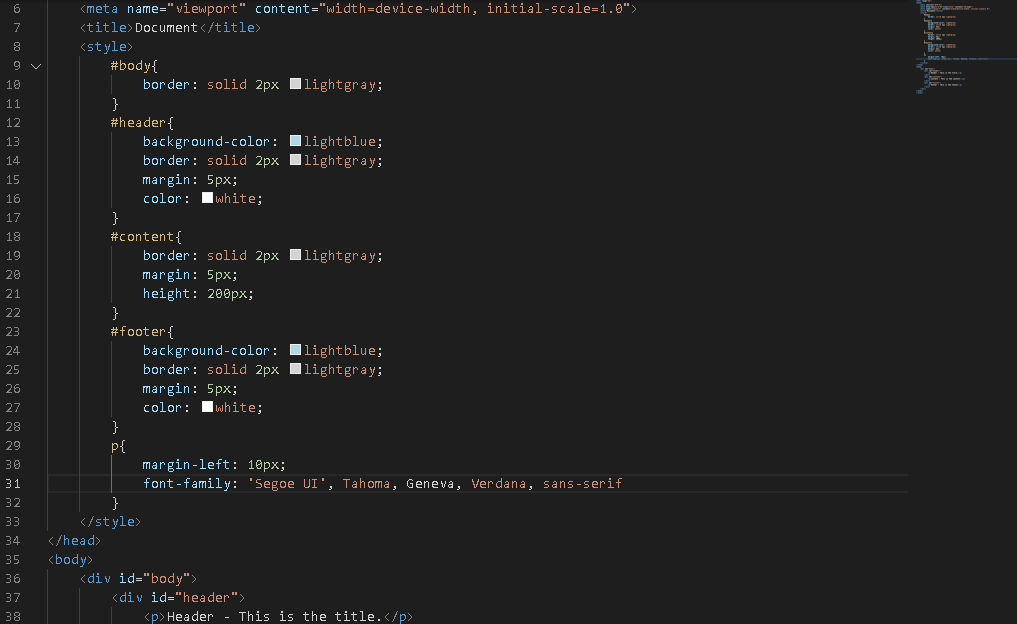 6 <meta name="viewport" content="width=device-width, initial-scale=1.0">
7 <title>Document</title>
8 <style>
9 #body{
10 border: solid 2px lightgray;
11 }
12 #header{
13 background-color: lightblue;
14 border: solid 2px lightgray;
15 margin: 5px;
16 color: white;
17 }
18 #content{
19 border: solid 2px lightgray;
20 margin: 5px;
21 height: 200px;
22 }
23 #footer{
24 background-color: lightblue;
25 border: solid 2px lightgray;
26 margin: 5px;
27 color: white;
28 }
29 p{
30 margin-left: 10px;
31 font-family: 'Segoe UI', Tahoma, Geneva, Verdana, sans-serif
32 }
33 </style>
34 </head>
35 <body>
36 <div id="body">
37 <div id="header">
38 <p>Header - This is the title.</p>